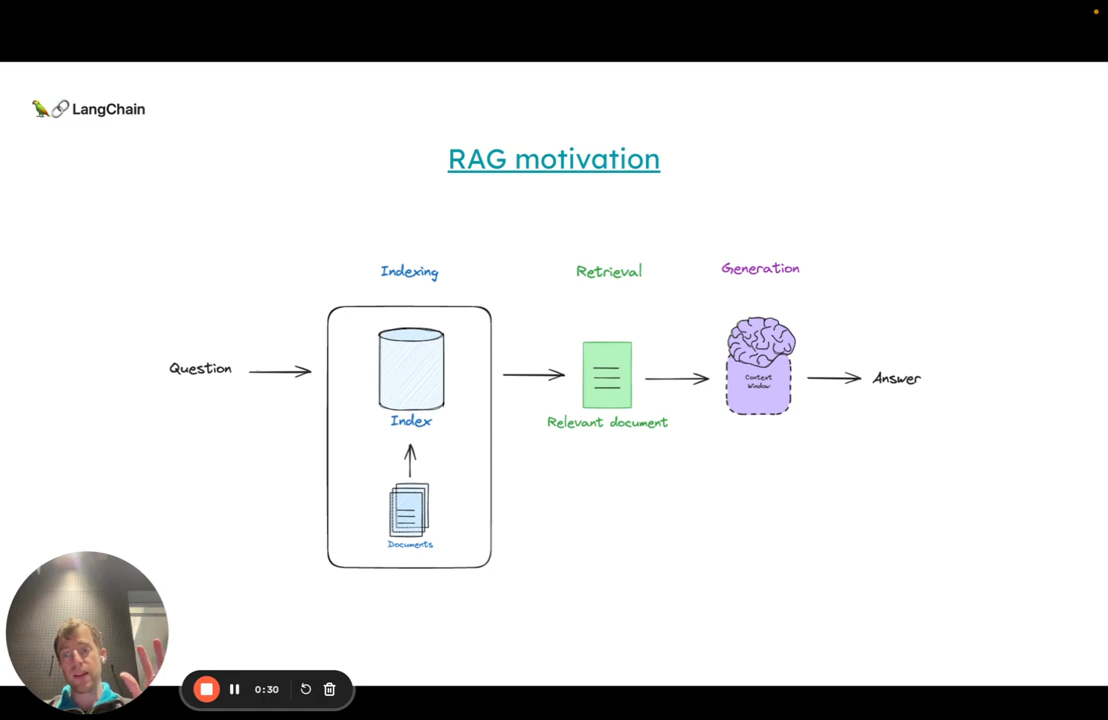 LangChain
RAG motivation
Indexing
Retrieval
Generation
Question
Index
Documents
Relevant document
Context
Window
Answer
0:30